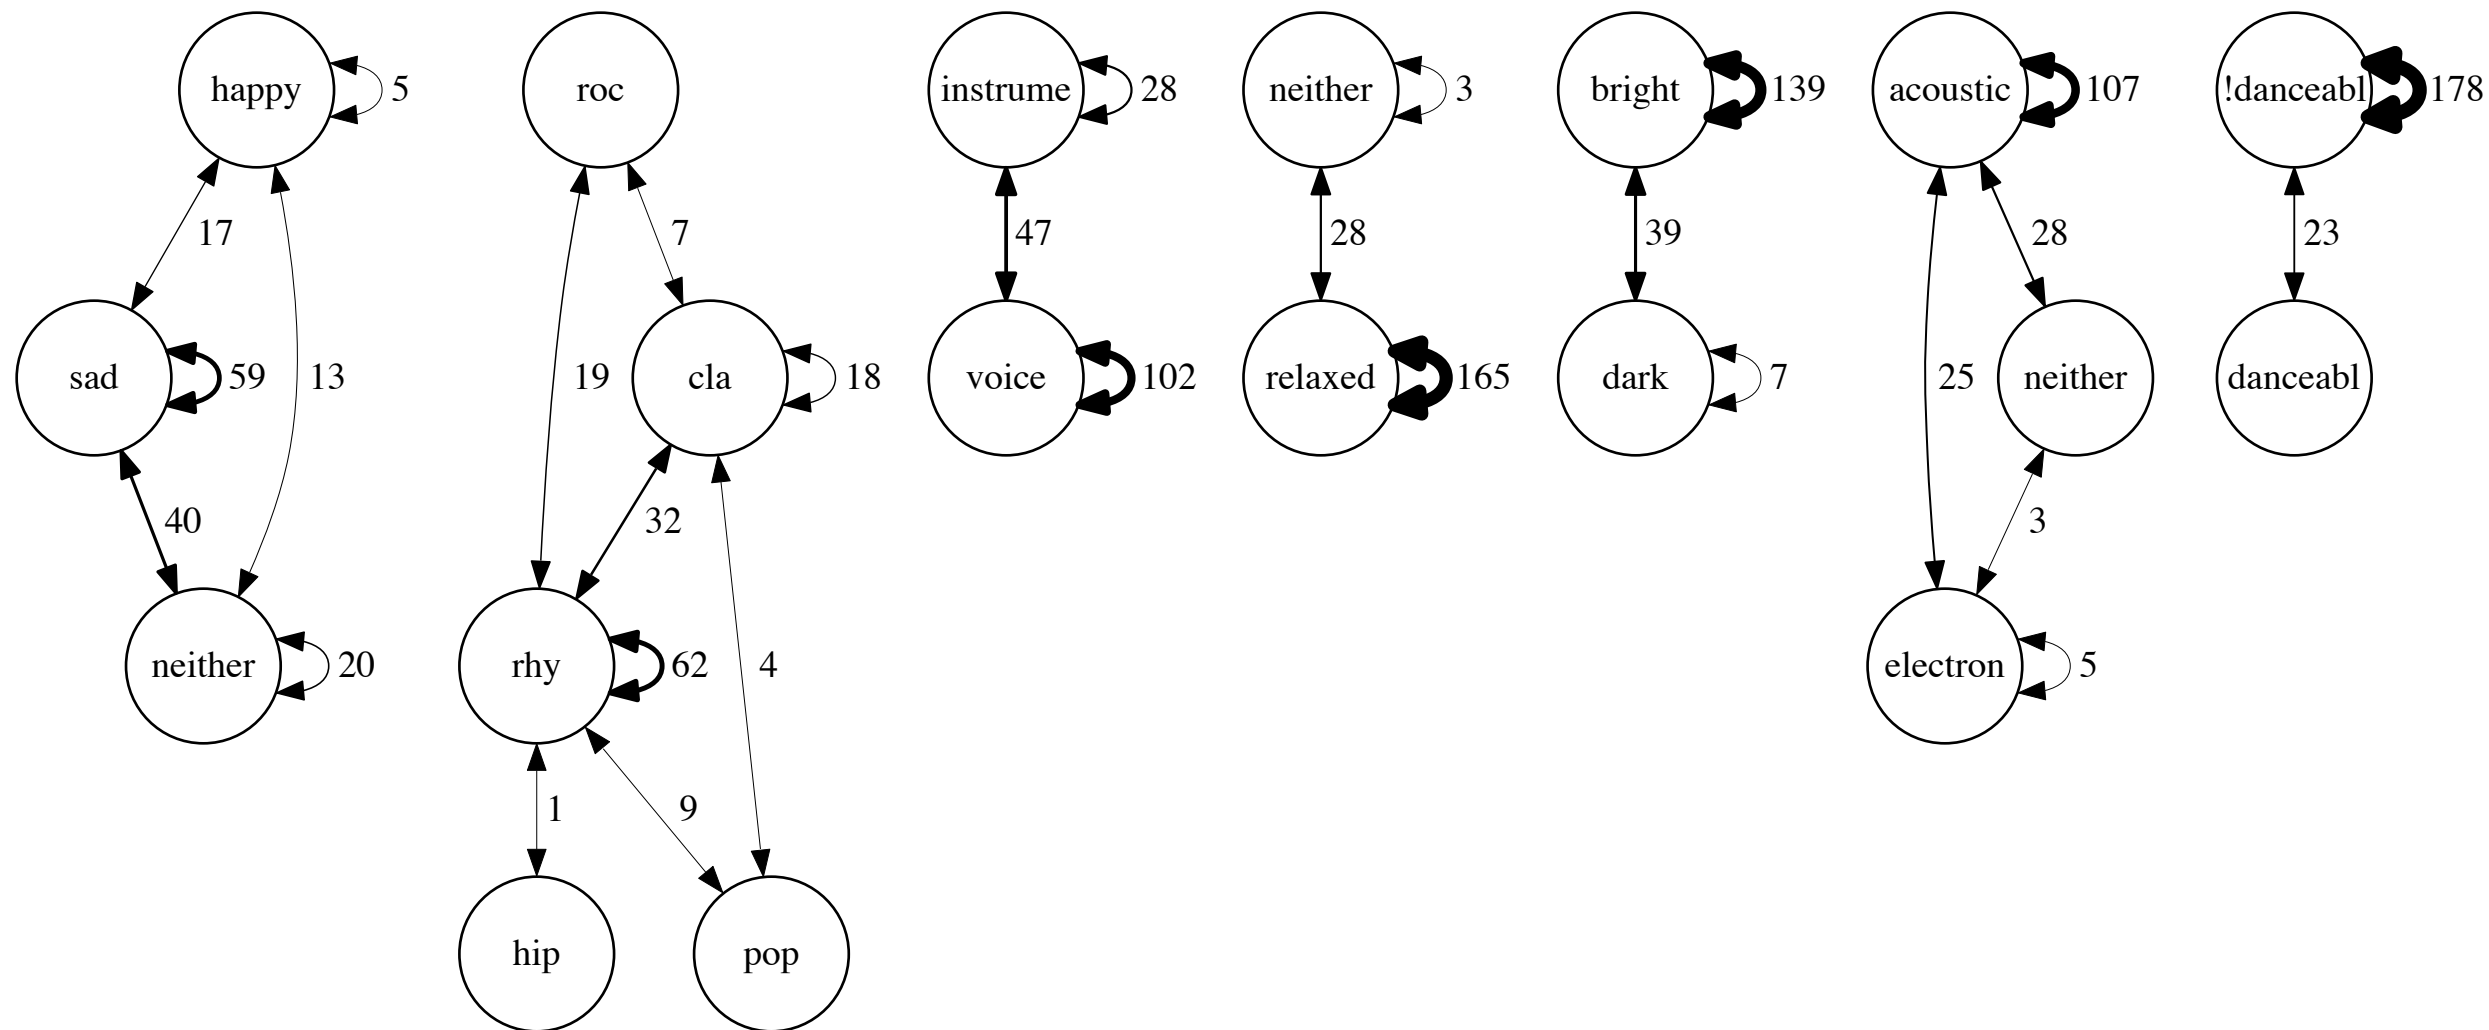 happy
5
roc
instrume
28
neither
3
bright
139
acoustic
107
!danceabl
178
17
7
47
28
39
28
23
sad
59
13
19
cla
18
voice
102
relaxed
165
dark
7
25
neither
danceabl
40
32
3
neither
20
rhy
62
4
electron
5
1
9
hip
pop